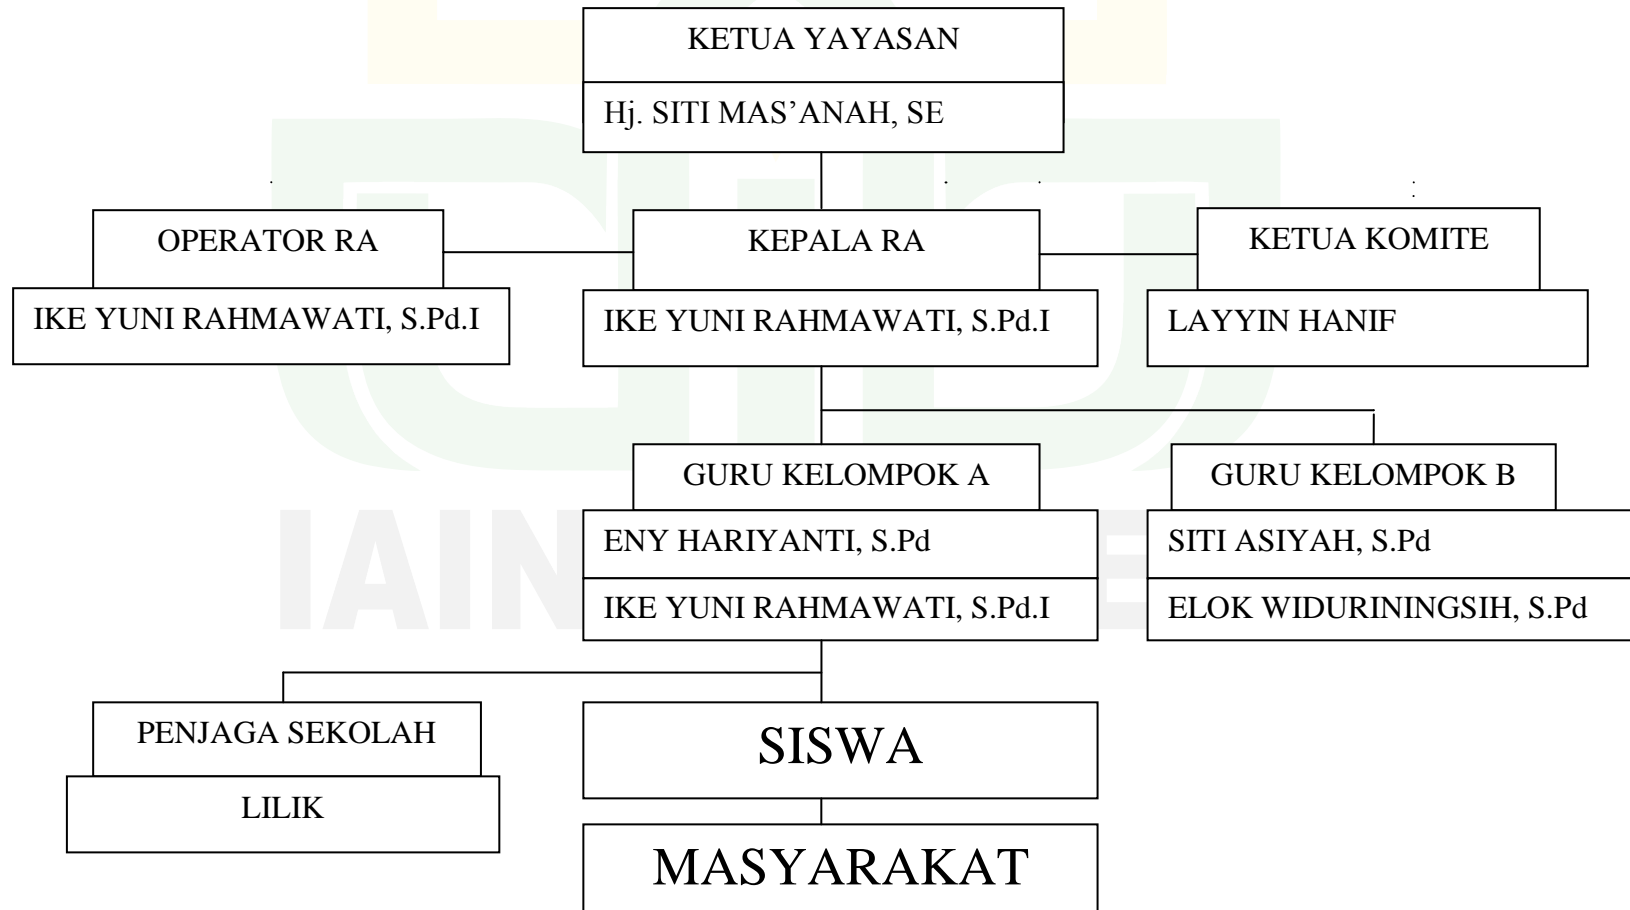 KETUA YAYASAN
Hj. SITI MAS’ANAH, SE
OPERATOR RA
IKE YUNI RAHMAWATI, S.Pd.I
KEPALA RA
IKE YUNI RAHMAWATI, S.Pd.I
KETUA KOMITE
LAYYIN HANIF
GURU KELOMPOK A
ENY HARIYANTI, S.Pd
IKE YUNI RAHMAWATI, S.Pd.I
GURU KELOMPOK B
SITI ASIYAH, S.Pd
ELOK WIDURININGSIH, S.Pd
PENJAGA SEKOLAH
LILIK
SISWA
MASYARAKAT
IAIN